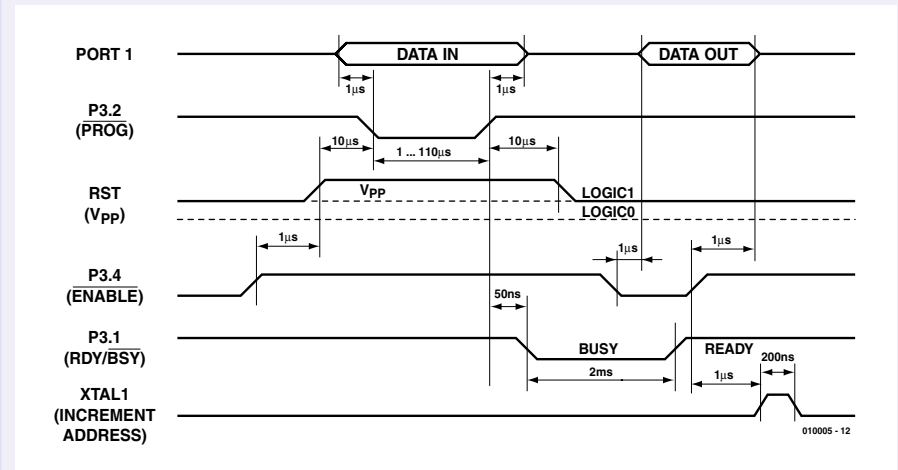 PORT 1
DATA IN
DATA OUT
1µs
1µs
P3.2
(PROG)
10µs
1 ... 110µs
10µs
RST
(VPP)
VPP
LOGIC1
LOGIC0
1µs
1µs
1µs
P3.4
(ENABLE)
50ns
P3.1
(RDY/BSY)
BUSY
READY
2ms
200ns
1µs
XTAL1
(INCREMENT
ADDRESS)
010005 - 12